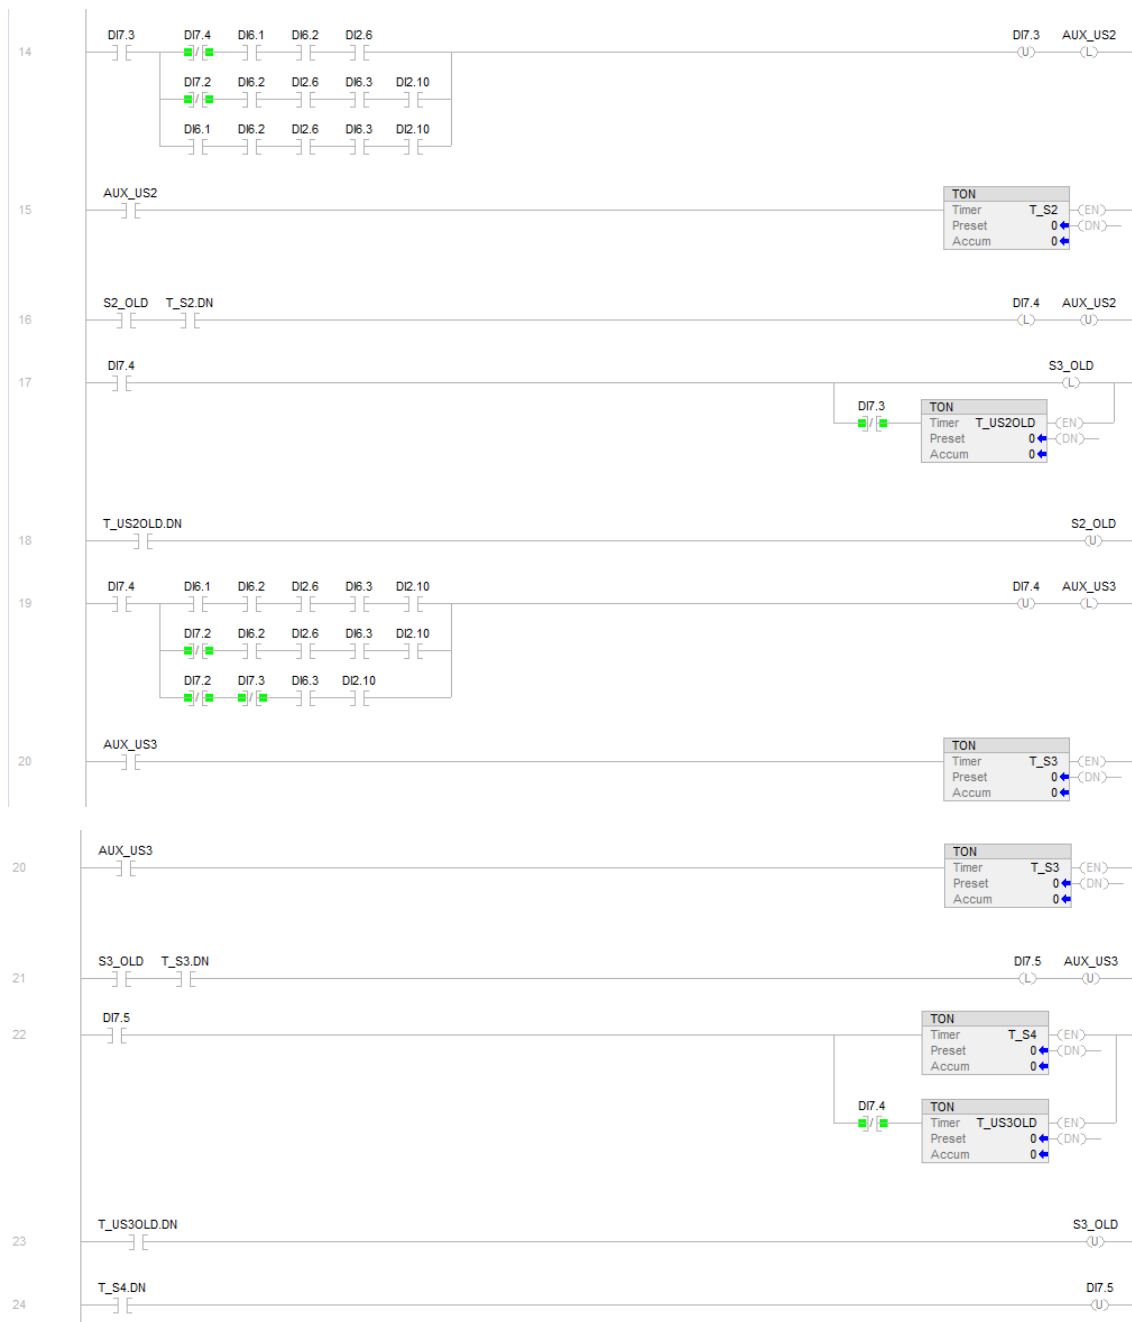 DI7.3 DI7.4 DI6.1 DI6.2 DI2.6 DI7.3 AUX_US2
14 U L
DI7.2 DI6.2 DI2.6 DI6.3 DI2.10
DI6.1 DI6.2 DI2.6 DI6.3 DI2.10
AUX_US2 TON
15 Timer T_S2 EN
Preset 0 DN
Accum 0
S2_OLD T_S2.DN DI7.4 AUX_US2
16 L U
DI7.4 S3_OLD
17 L
DI7.3 TON
Timer T_US2OLD EN
Preset 0 DN
Accum 0
T_US2OLD.DN S2_OLD
18 U
DI7.4 DI6.1 DI6.2 DI2.6 DI6.3 DI2.10 DI7.4 AUX_US3
19 U L
DI7.2 DI6.2 DI2.6 DI6.3 DI2.10
DI7.2 DI7.3 DI6.3 DI2.10
AUX_US3 TON
20 Timer T_S3 EN
Preset 0 DN
Accum 0
AUX_US3 TON
20 Timer T_S3 EN
Preset 0 DN
Accum 0
S3_OLD T_S3.DN DI7.5 AUX_US3
21 L U
DI7.5 TON
22 Timer T_S4 EN
Preset 0 DN
Accum 0
DI7.4 TON
Timer T_US3OLD EN
Preset 0 DN
Accum 0
T_US3OLD.DN S3_OLD
23 U
T_S4.DN DI7.5
24 U